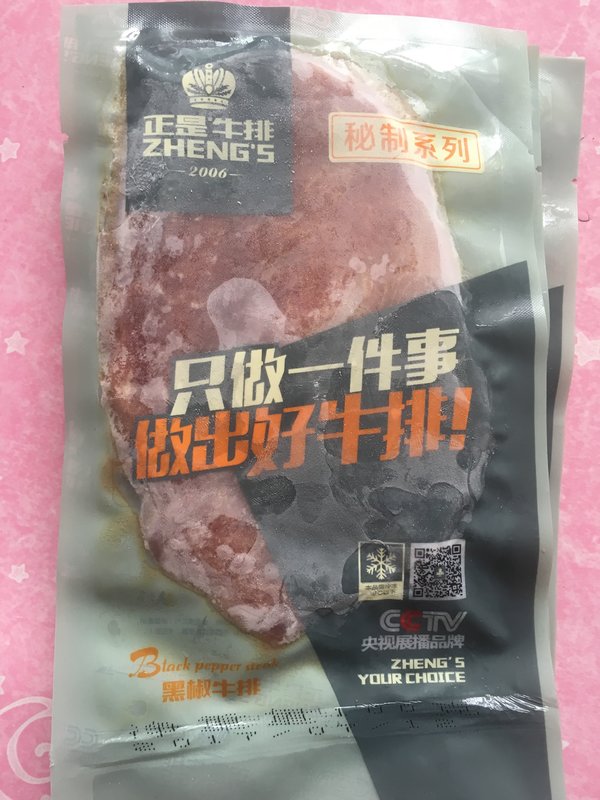 正是牛排
ZHENG'S
2006
秘制系列
只做一件事
做出好牛排!
CCTV
央视展播品牌
ZHENG'S
YOUR CHOICE
Black pepper steak
黑椒牛排